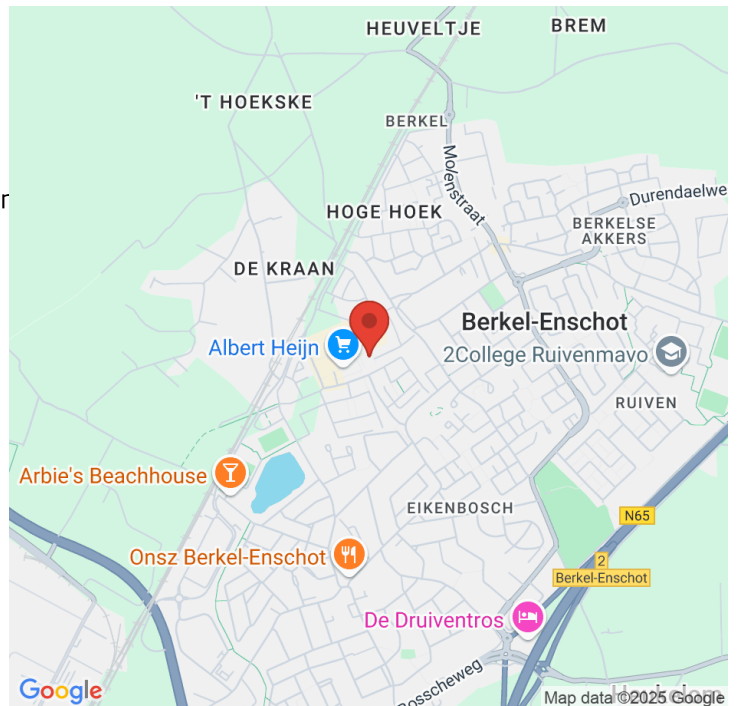 HEUVELTJE
BREM
'T HOEKSKE
BERKEL
Molenstraat
Durendaelwe
HOGE HOEK
BERKELSE
AKKERS
DE KRAAN
Berkel-Enschot
Albert Heijn
2College Ruivenmavo
RUIVEN
Arbie's Beachhouse
EIKENBOSCH
N65
Onsz Berkel-Enschot
2
Berkel-Enschot
De Druiventros
Bosscheweg
Google
Map data ©2025 Google